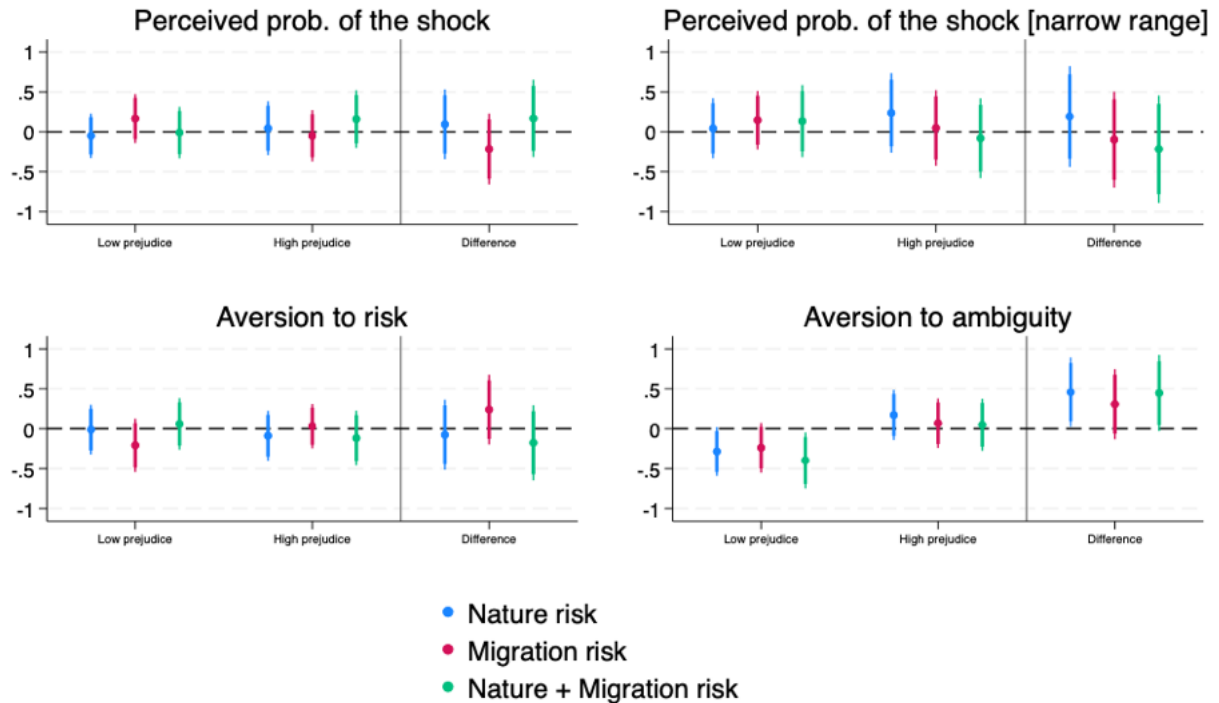 Perceived prob. of the shock
1
.5
0
-.5
-1
Low prejudice High prejudice Difference
Perceived prob. of the shock [narrow range]
1
.5
0
-.5
-1
Low prejudice High prejudice Difference
Aversion to risk
1
.5
0
-.5
-1
Low prejudice High prejudice Difference
Aversion to ambiguity
1
.5
0
-.5
-1
Low prejudice High prejudice Difference
Nature risk
Migration risk
Nature + Migration risk